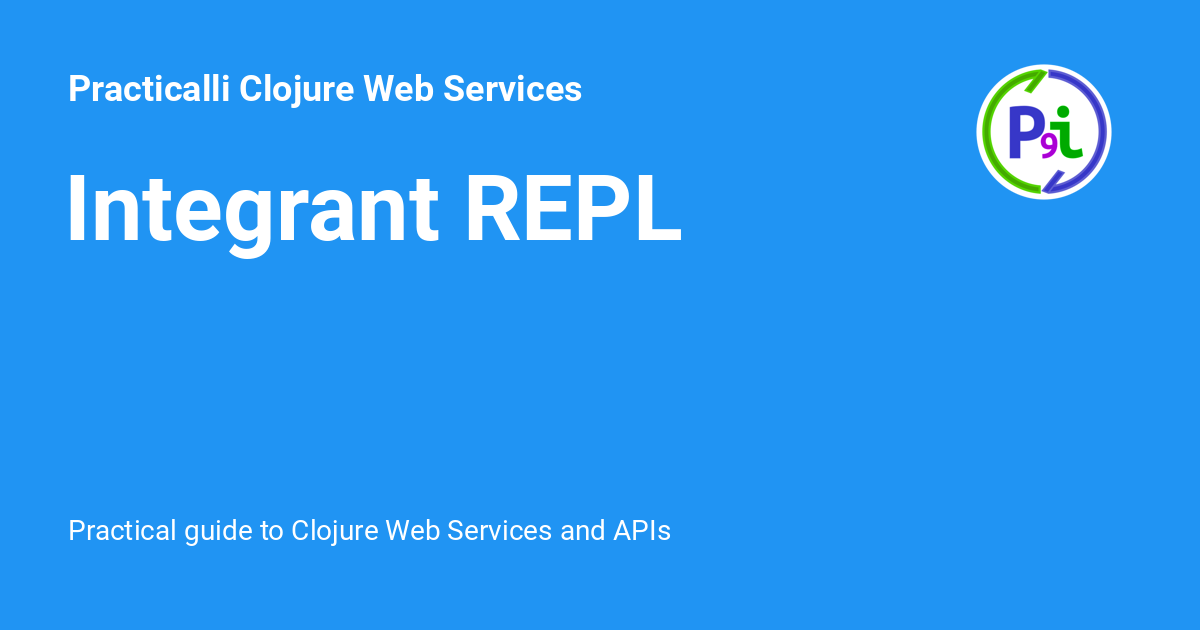 Practicalli Clojure Web Services
P9i
Integrant REPL
Practical guide to Clojure Web Services and APIs